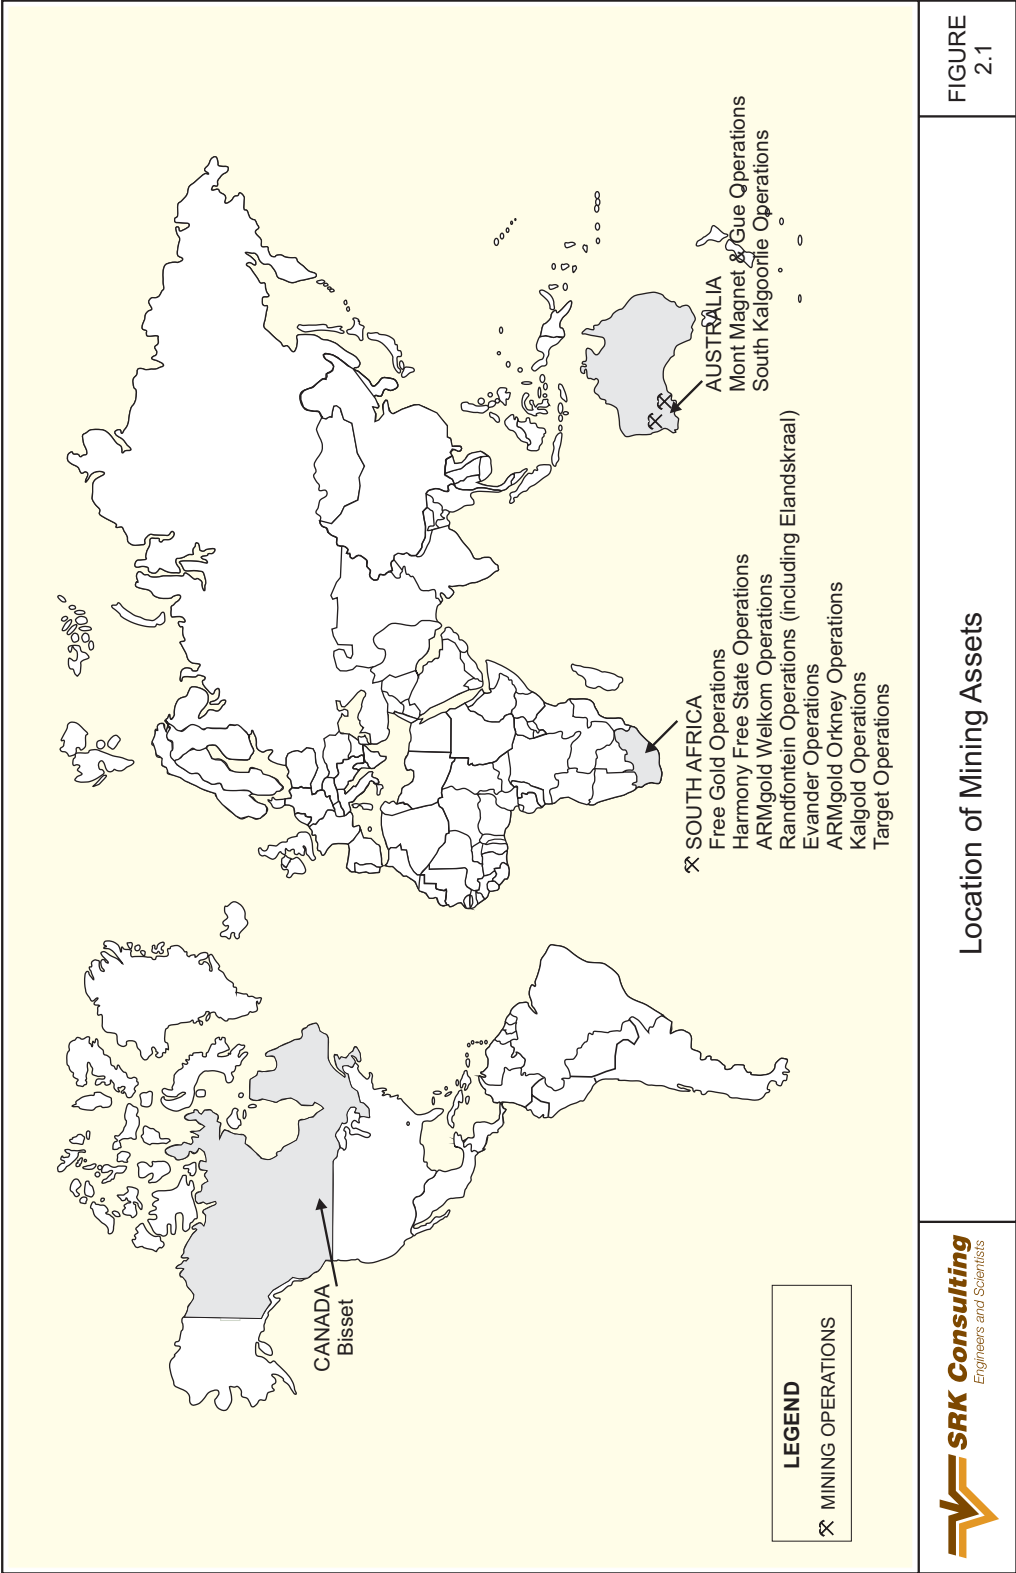 CANADA
Bisset
SOUTH AFRICA
Free Gold Operations
Harmony Free State Operations
ARMgold Welkom Operations
Randfontein Operations (including Elandskraal)
Evander Operations
ARMgold Orkney Operations
Kalgold Operations
Target Operations
AUSTRALIA
Mont Magnet & Gue Operations
South Kalgoorlie Operations
LEGEND
MINING OPERATIONS
SRK Consulting
Engineers and Scientists
Location of Mining Assets
FIGURE
2.1